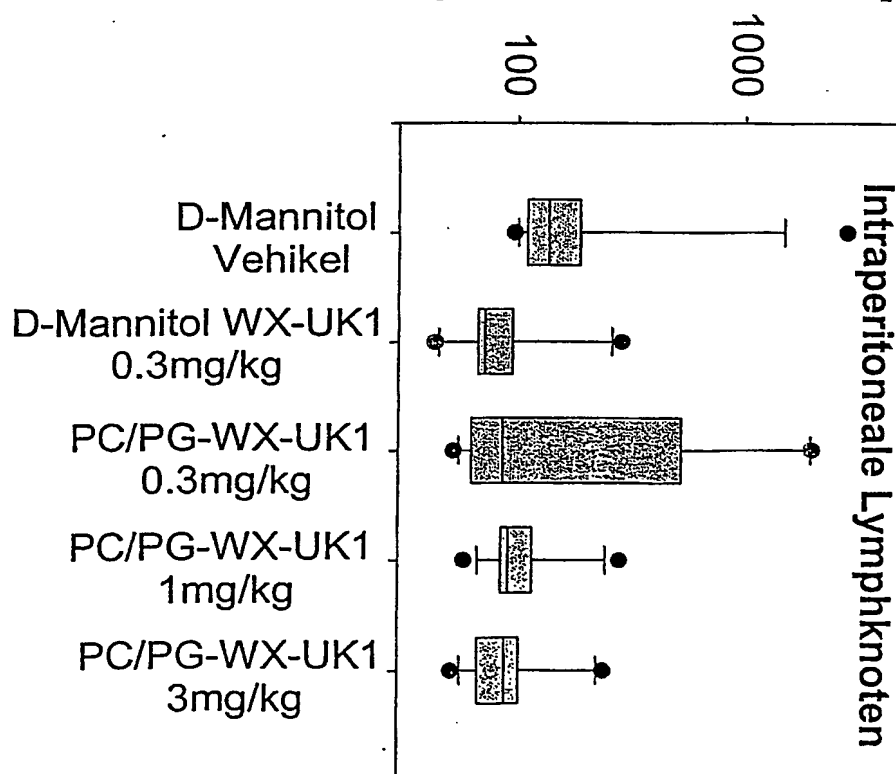 100
1000
Intraperitoneale Lymphknoten
D-Mannitol
Vehikel
D-Mannitol WX-UK1
0.3mg/kg
PC/PG-WX-UK1
0.3mg/kg
PC/PG-WX-UK1
1mg/kg
PC/PG-WX-UK1
3mg/kg